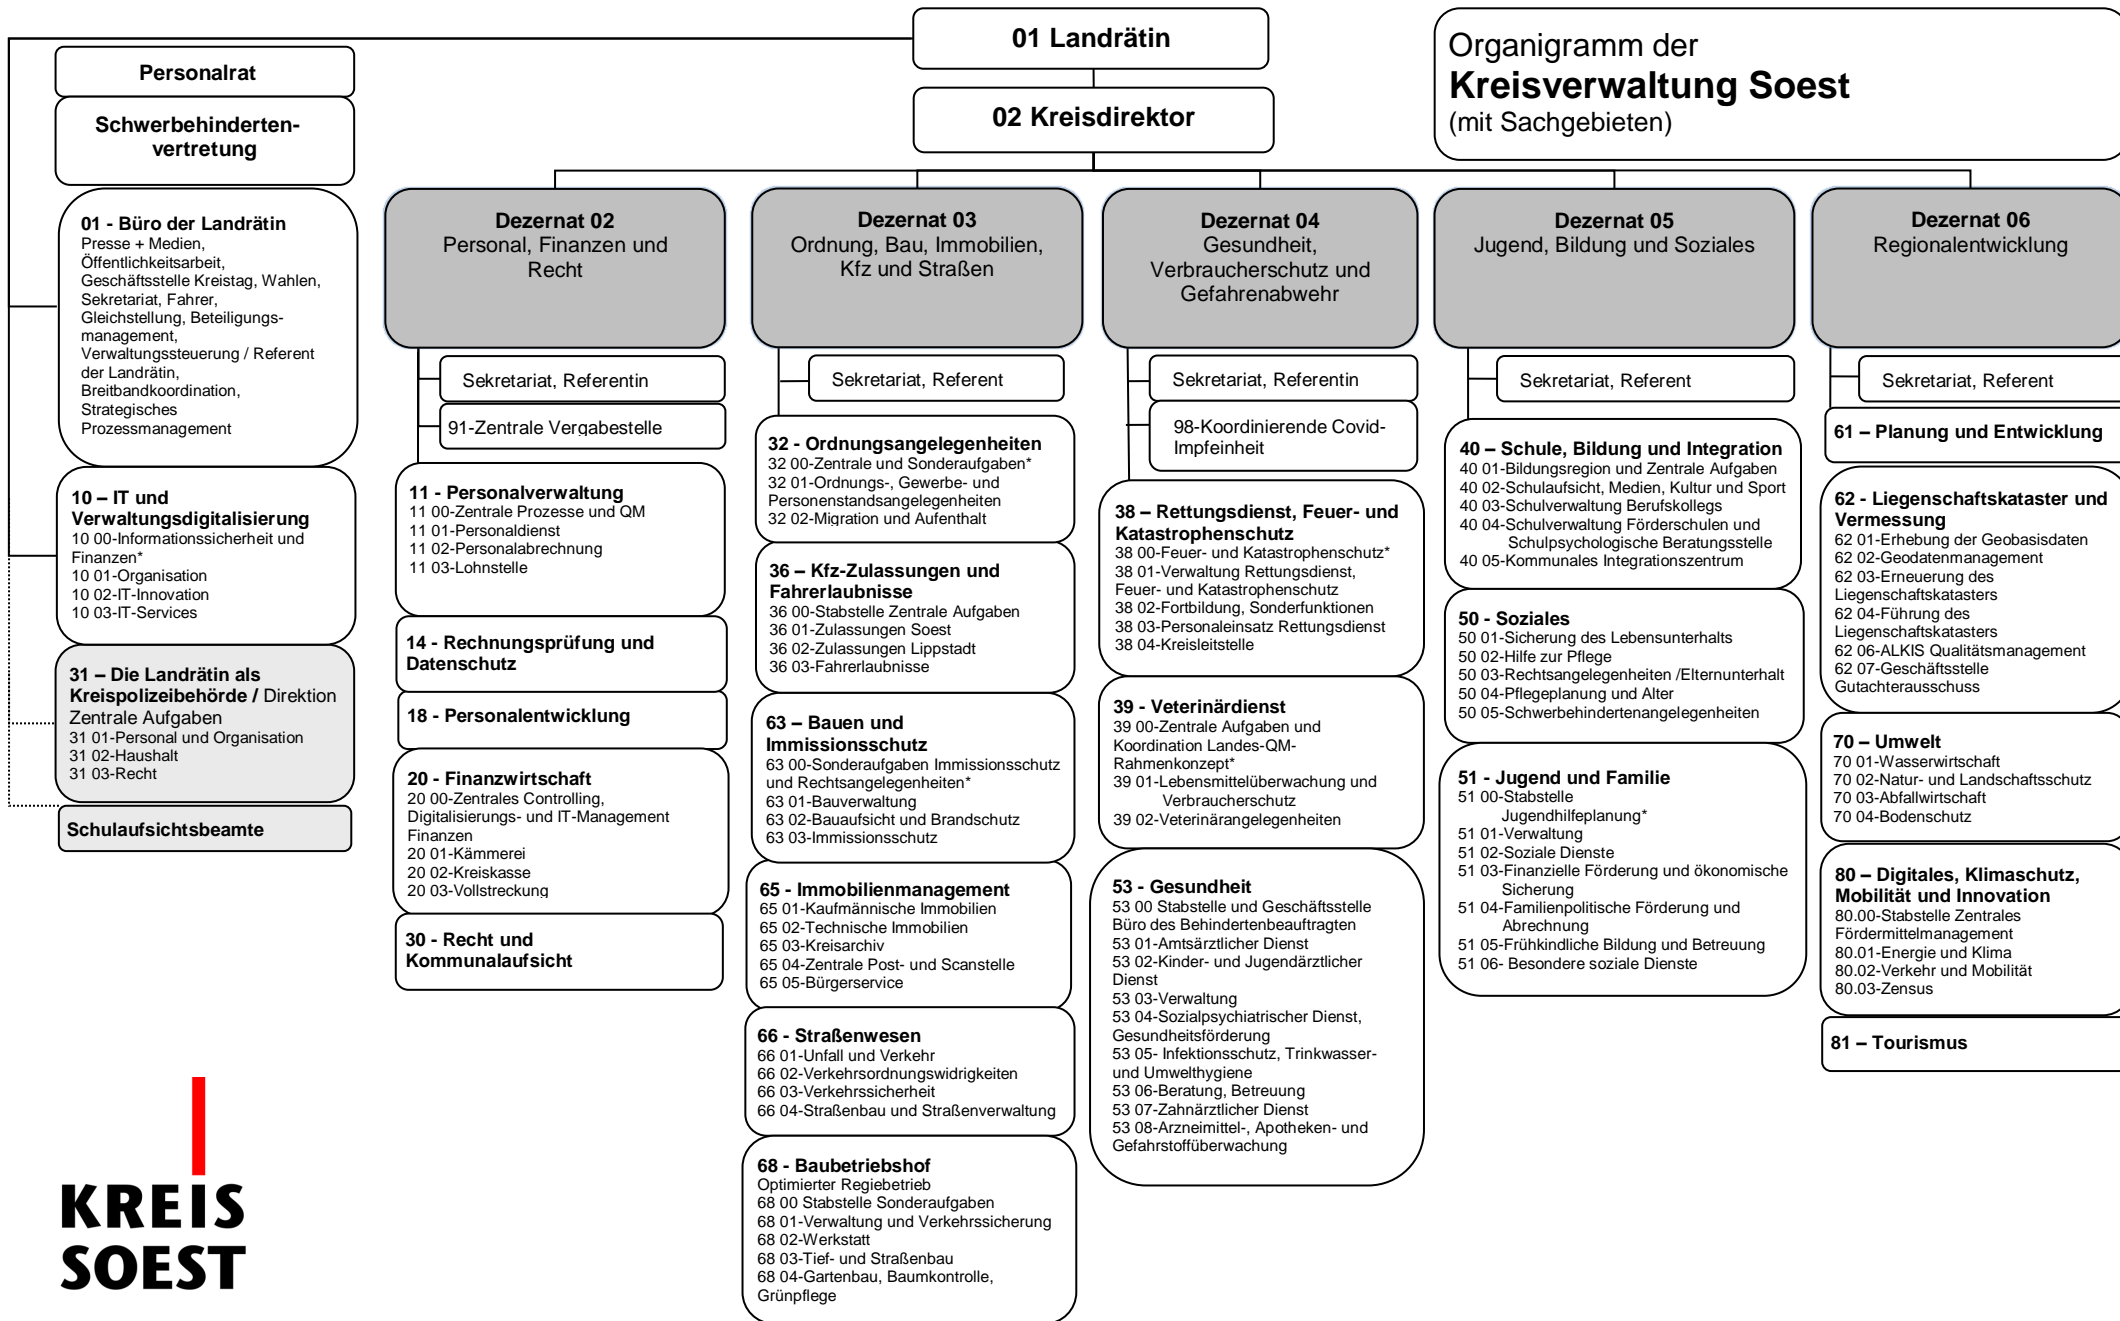 01 Landrätin
02 Kreisdirektor
Organigramm der
Kreisverwaltung Soest
(mit Sachgebieten)
Personalrat
Schwerbehinderten-
vertretung
01 - Büro der Landrätin
Presse + Medien,
Öffentlichkeitsarbeit,
Geschäftsstelle Kreistag, Wahlen,
Sekretariat, Fahrer,
Gleichstellung, Beteiligungs-
management,
Verwaltungssteuerung / Referent
der Landrätin,
Breitbandkoordination,
Strategisches
Prozessmanagement
10 – IT und
Verwaltungsdigitalisierung
10 00-Informationssicherheit und
Finanzen*
10 01-Organisation
10 02-IT-Innovation
10 03-IT-Services
31 – Die Landrätin als
Kreispolizeibehörde / Direktion
Zentrale Aufgaben
31 01-Personal und Organisation
31 02-Haushalt
31 03-Recht
Schulaufsichtsbeamte
Dezernat 02
Personal, Finanzen und
Recht
Sekretariat, Referentin
91-Zentrale Vergabestelle
11 - Personalverwaltung
11 00-Zentrale Prozesse und QM
11 01-Personaldienst
11 02-Personalabrechnung
11 03-Lohnstelle
14 - Rechnungsprüfung und
Datenschutz
18 - Personalentwicklung
20 - Finanzwirtschaft
20 00-Zentrales Controlling,
Digitalisierungs- und IT-Management
Finanzen
20 01-Kämmerei
20 02-Kreiskasse
20 03-Vollstreckung
30 - Recht und
Kommunalaufsicht
Dezernat 03
Ordnung, Bau, Immobilien,
Kfz und Straßen
Sekretariat, Referent
32 - Ordnungsangelegenheiten
32 00-Zentrale und Sonderaufgaben*
32 01-Ordnungs-, Gewerbe- und
Personenstandsangelegenheiten
32 02-Migration und Aufenthalt
36 – Kfz-Zulassungen und
Fahrerlaubnisse
36 00-Stabstelle Zentrale Aufgaben
36 01-Zulassungen Soest
36 02-Zulassungen Lippstadt
36 03-Fahrerlaubnisse
63 – Bauen und
Immissionsschutz
63 00-Sonderaufgaben Immissionsschutz
und Rechtsangelegenheiten*
63 01-Bauverwaltung
63 02-Bauaufsicht und Brandschutz
63 03-Immissionsschutz
65 - Immobilienmanagement
65 01-Kaufmännische Immobilien
65 02-Technische Immobilien
65 03-Kreisarchiv
65 04-Zentrale Post- und Scanstelle
65 05-Bürgerservice
66 - Straßenwesen
66 01-Unfall und Verkehr
66 02-Verkehrsordnungswidrigkeiten
66 03-Verkehrssicherheit
66 04-Straßenbau und Straßenverwaltung
68 - Baubetriebshof
Optimierter Regiebetrieb
68 00 Stabstelle Sonderaufgaben
68 01-Verwaltung und Verkehrssicherung
68 02-Werkstatt
68 03-Tief- und Straßenbau
68 04-Gartenbau, Baumkontrolle,
Grünpflege
Dezernat 04
Gesundheit,
Verbraucherschutz und
Gefahrenabwehr
Sekretariat, Referentin
98-Koordinierende Covid-
Impfeinheit
38 – Rettungsdienst, Feuer- und
Katastrophenschutz
38 00-Feuer- und Katastrophenschutz*
38 01-Verwaltung Rettungsdienst,
Feuer- und Katastrophenschutz
38 02-Fortbildung, Sonderfunktionen
38 03-Personaleinsatz Rettungsdienst
38 04-Kreisleitstelle
39 - Veterinärdienst
39 00-Zentrale Aufgaben und
Koordination Landes-QM-
Rahmenkonzept*
39 01-Lebensmittelüberwachung und
Verbraucherschutz
39 02-Veterinärangelegenheiten
53 - Gesundheit
53 00 Stabstelle und Geschäftsstelle
Büro des Behindertenbeauftragten
53 01-Amtsärztlicher Dienst
53 02-Kinder- und Jugendärztlicher
Dienst
53 03-Verwaltung
53 04-Sozialpsychiatrischer Dienst,
Gesundheitsförderung
53 05- Infektionsschutz, Trinkwasser-
und Umwelthygiene
53 06-Beratung, Betreuung
53 07-Zahnärztlicher Dienst
53 08-Arzneimittel-, Apotheken- und
Gefahrstoffüberwachung
Dezernat 05
Jugend, Bildung und Soziales
Sekretariat, Referent
40 – Schule, Bildung und Integration
40 01-Bildungsregion und Zentrale Aufgaben
40 02-Schulaufsicht, Medien, Kultur und Sport
40 03-Schulverwaltung Berufskollegs
40 04-Schulverwaltung Förderschulen und
Schulpsychologische Beratungsstelle
40 05-Kommunales Integrationszentrum
50 - Soziales
50 01-Sicherung des Lebensunterhalts
50 02-Hilfe zur Pflege
50 03-Rechtsangelegenheiten /Elternunterhalt
50 04-Pflegeplanung und Alter
50 05-Schwerbehindertenangelegenheiten
51 - Jugend und Familie
51 00-Stabstelle
Jugendhilfeplanung*
51 01-Verwaltung
51 02-Soziale Dienste
51 03-Finanzielle Förderung und ökonomische
Sicherung
51 04-Familienpolitische Förderung und
Abrechnung
51 05-Frühkindliche Bildung und Betreuung
51 06- Besondere soziale Dienste
Dezernat 06
Regionalentwicklung
Sekretariat, Referent
61 – Planung und Entwicklung
62 - Liegenschaftskataster und
Vermessung
62 01-Erhebung der Geobasisdaten
62 02-Geodatenmanagement
62 03-Erneuerung des
Liegenschaftskatasters
62 04-Führung des
Liegenschaftskatasters
62 06-ALKIS Qualitätsmanagement
62 07-Geschäftsstelle
Gutachterausschuss
70 – Umwelt
70 01-Wasserwirtschaft
70 02-Natur- und Landschaftsschutz
70 03-Abfallwirtschaft
70 04-Bodenschutz
80 – Digitales, Klimaschutz,
Mobilität und Innovation
80.00-Stabstelle Zentrales
Fördermittelmanagement
80.01-Energie und Klima
80.02-Verkehr und Mobilität
80.03-Zensus
81 – Tourismus
KREIS
SOEST